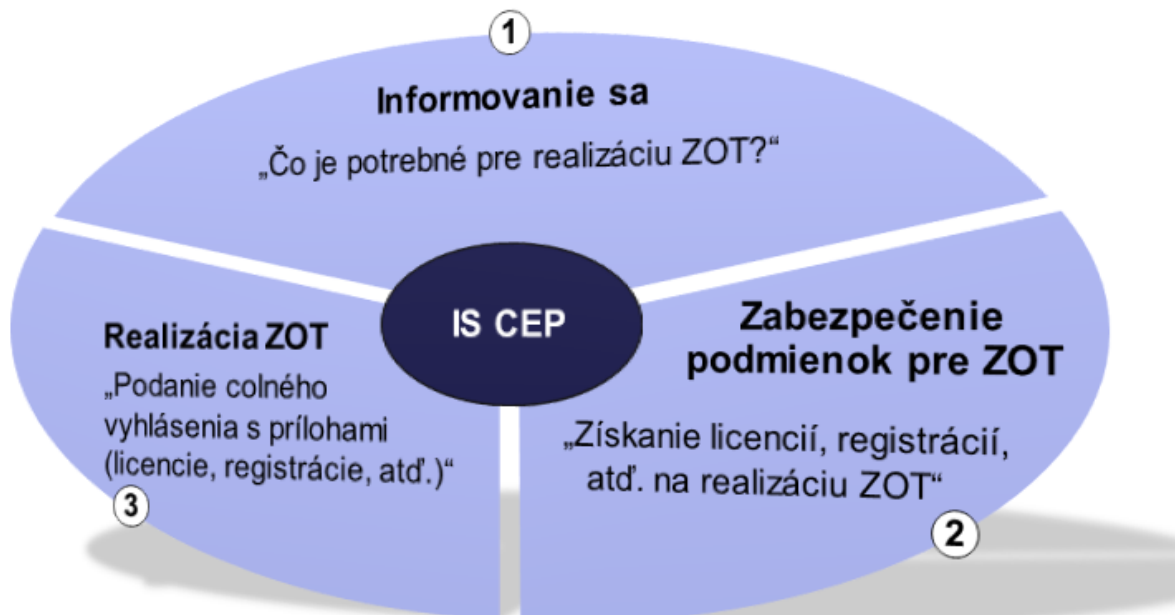 1
Informovanie sa
„Čo je potrebné pre realizáciu ZOT?“
IS CEP
Zabezpečenie
podmienok pre ZOT
„Získanie licencií, registrácií,
atď. na realizáciu ZOT“
2
Realizácia ZOT
„Podanie colného
vyhlásenia s prílohami
(licencie, registrácie, atď.)“
3